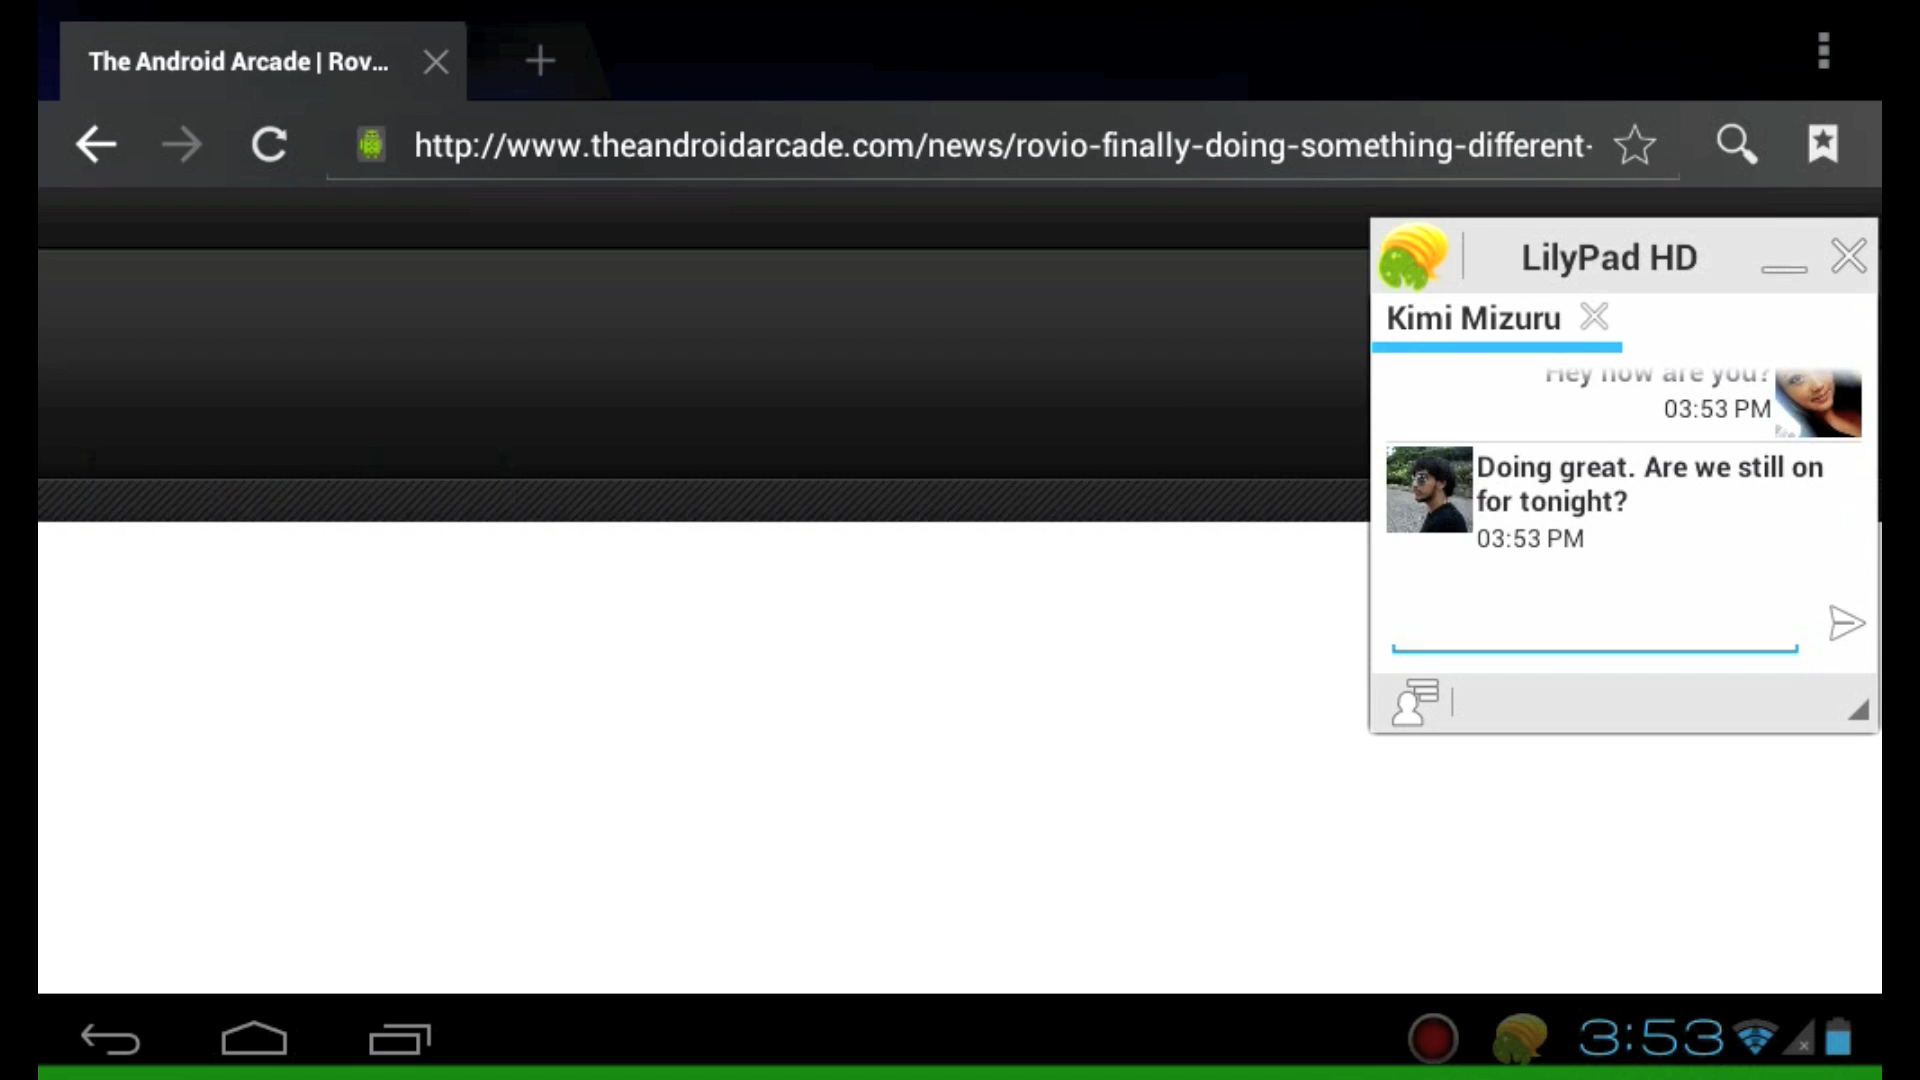 The Android Arcade | Rov...
http://www.theandroidarcade.com/news/rovio-finally-doing-something-different-
LilyPad HD
Kimi Mizuru
Hey how are you?
03:53 PM
Doing great. Are we still on
for tonight?
03:53 PM
3:53